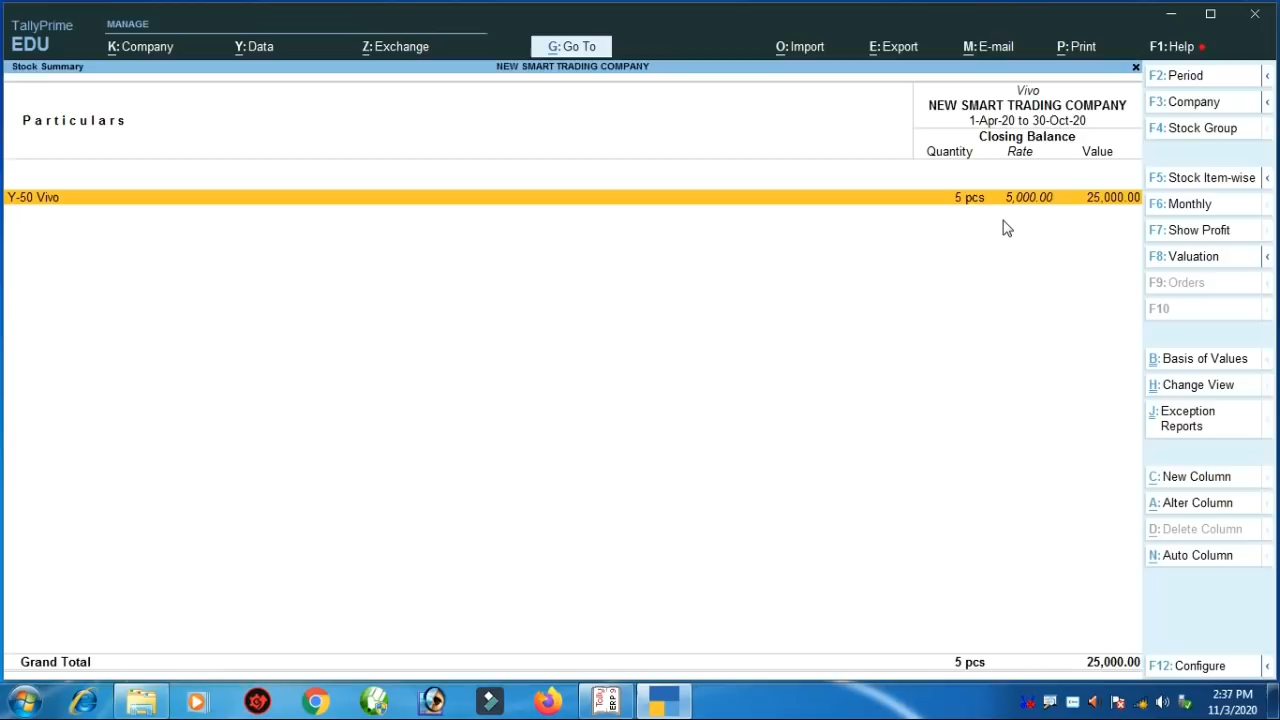 TallyPrime
EDU
MANAGE
K: Company
Y: Data
Z: Exchange
G: Go To
O: Import
E: Export
M: E-mail
P: Print
F1: Help
Stock Summary
NEW SMART TRADING COMPANY
F2: Period
F3: Company
F4: Stock Group
F5: Stock Item-wise
F6: Monthly
F7: Show Profit
F8: Valuation
F9: Orders
F10
B: Basis of Values
H: Change View
J: Exception
Reports
C: New Column
A: Alter Column
D: Delete Column
N: Auto Column
F12: Configure
Particulars
Vivo
NEW SMART TRADING COMPANY
1-Apr-20 to 30-Oct-20
Closing Balance
Quantity Rate Value
Y-50 Vivo 5 pcs 5,000.00 25,000.00
Grand Total 5 pcs 25,000.00
Tally
ERP 9
2:37 PM
11/3/2020